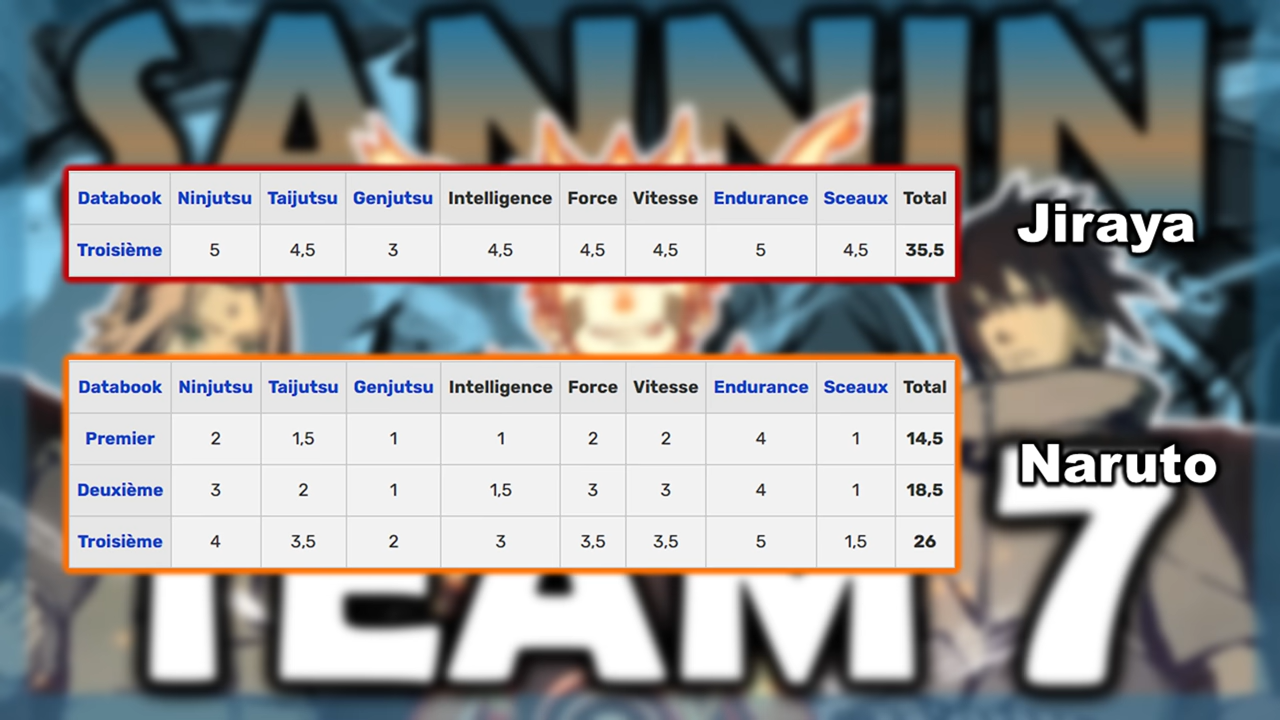 SANNIN
Databook Ninjutsu Taijutsu Genjutsu Intelligence Force Vitesse Endurance Sceaux Total
Troisième 5 4,5 3 4,5 4,5 4,5 5 4,5 35,5
Jiraya
Databook Ninjutsu Taijutsu Genjutsu Intelligence Force Vitesse Endurance Sceaux Total
Premier 2 1,5 1 1 2 2 4 1 14,5
Deuxième 3 2 1 1,5 3 3 4 1 18,5
Troisième 4 3,5 2 3 3,5 3,5 5 1,5 26
Naruto
TEAM 7